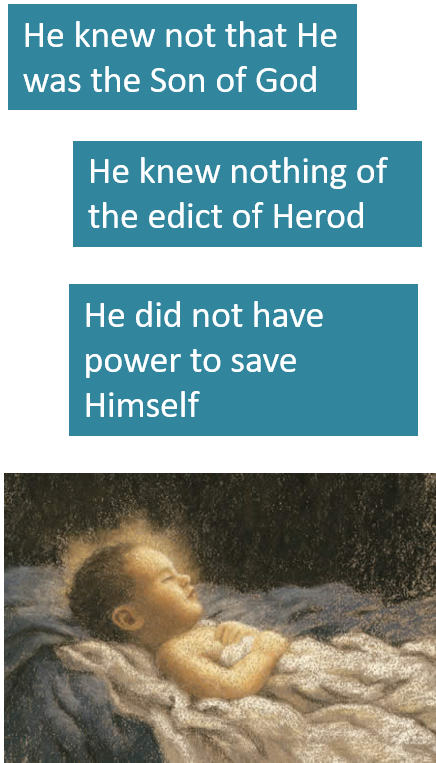 He knew not that He
was the Son of God
He knew nothing of
the edict of Herod
He did not have
power to save
Himself